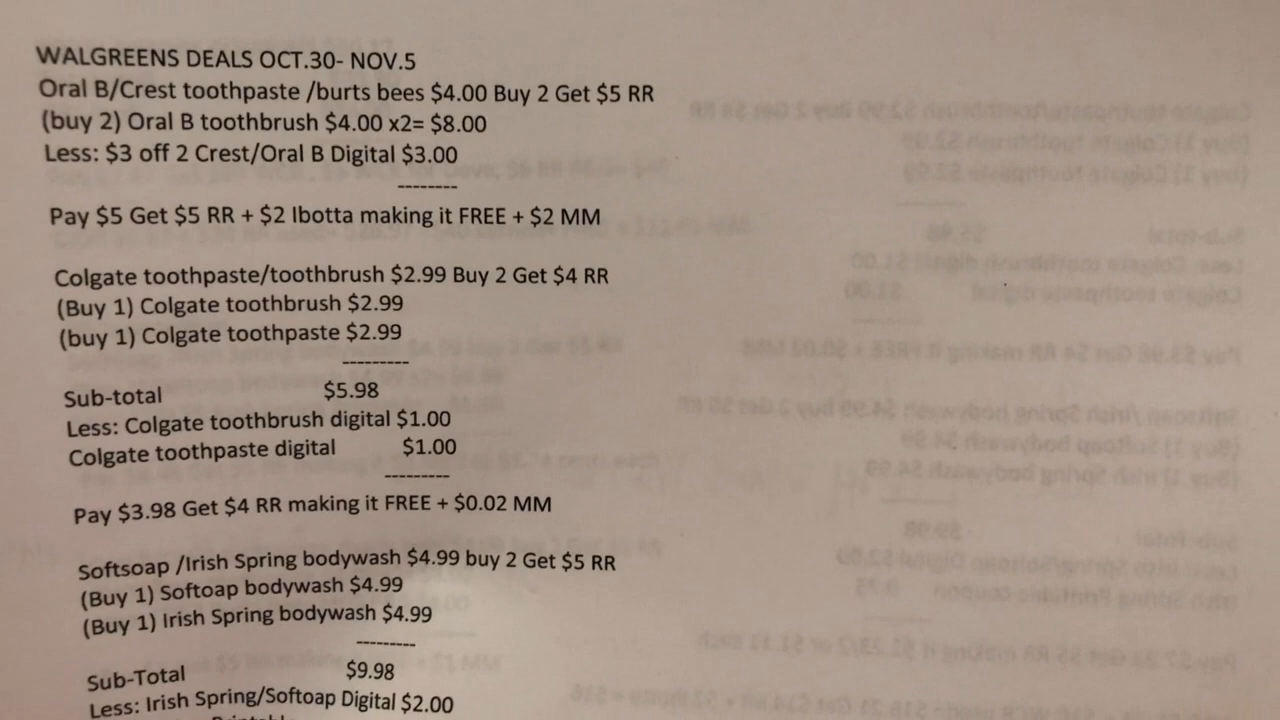 WALGREENS DEALS OCT.30- NOV.5
Oral B/Crest toothpaste /burts bees $4.00 Buy 2 Get $5 RR
(buy 2) Oral B toothbrush $4.00 x2= $8.00
Less: $3 off 2 Crest/Oral B Digital $3.00
--------
Pay $5 Get $5 RR + $2 Ibotta making it FREE + $2 MM
Colgate toothpaste/toothbrush $2.99 Buy 2 Get $4 RR
(Buy 1) Colgate toothbrush $2.99
(buy 1) Colgate toothpaste $2.99
---------
Sub-total $5.98
Less: Colgate toothbrush digital $1.00
Colgate toothpaste digital $1.00
---------
Pay $3.98 Get $4 RR making it FREE + $0.02 MM
Softsoap /Irish Spring bodywash $4.99 buy 2 Get $5 RR
(Buy 1) Softoap bodywash $4.99
(Buy 1) Irish Spring bodywash $4.99
--------
Sub-Total $9.98
Less: Irish Spring/Softoap Digital $2.00